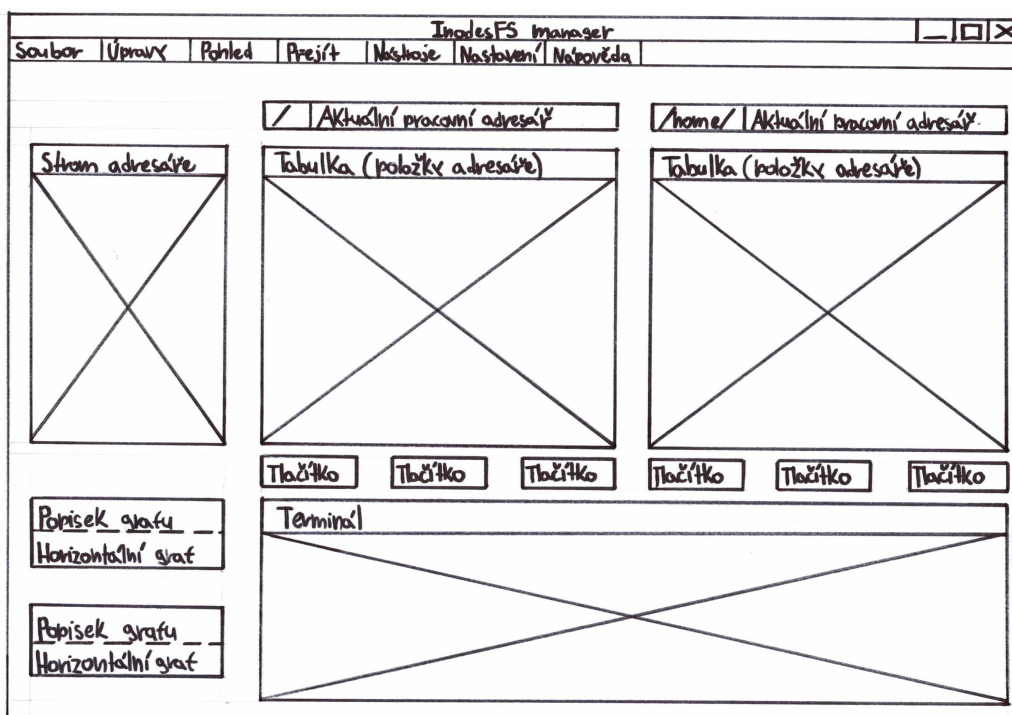 InodesFS manager
Soubor Úpravy Pohled Přejít Nástroje Nastavení Nápověda
/ Aktuální pracovní adresář
/home/ Aktuální pracovní adresář
Strom adresáře
Tabulka (položky adresáře)
Tabulka (položky adresáře)
Tlačítko Tlačítko Tlačítko Tlačítko Tlačítko Tlačítko
Popisek grafu
Horizontální graf
Popisek grafu
Horizontální graf
Terminál